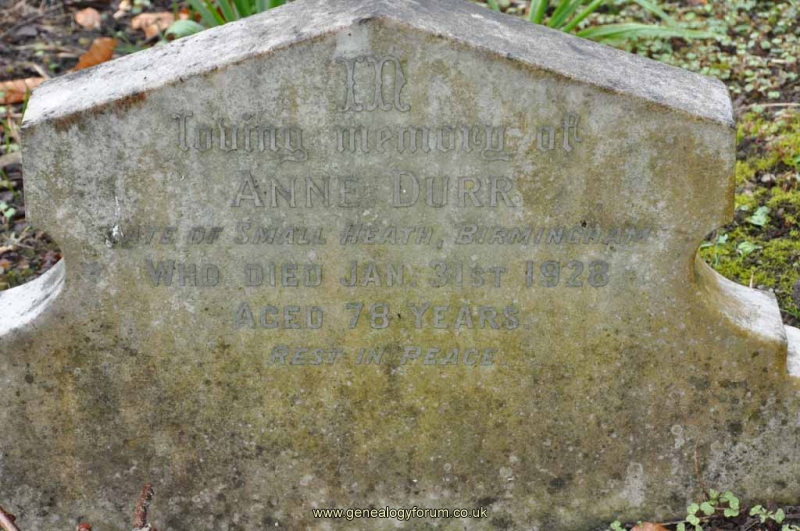 In
Loving memory of
ANNE DURR
LATE OF SMALL HEATH, BIRMINGHAM
WHO DIED JAN. 31ST 1928
AGED 78 YEARS.
REST IN PEACE
www.genealogyforum.co.uk